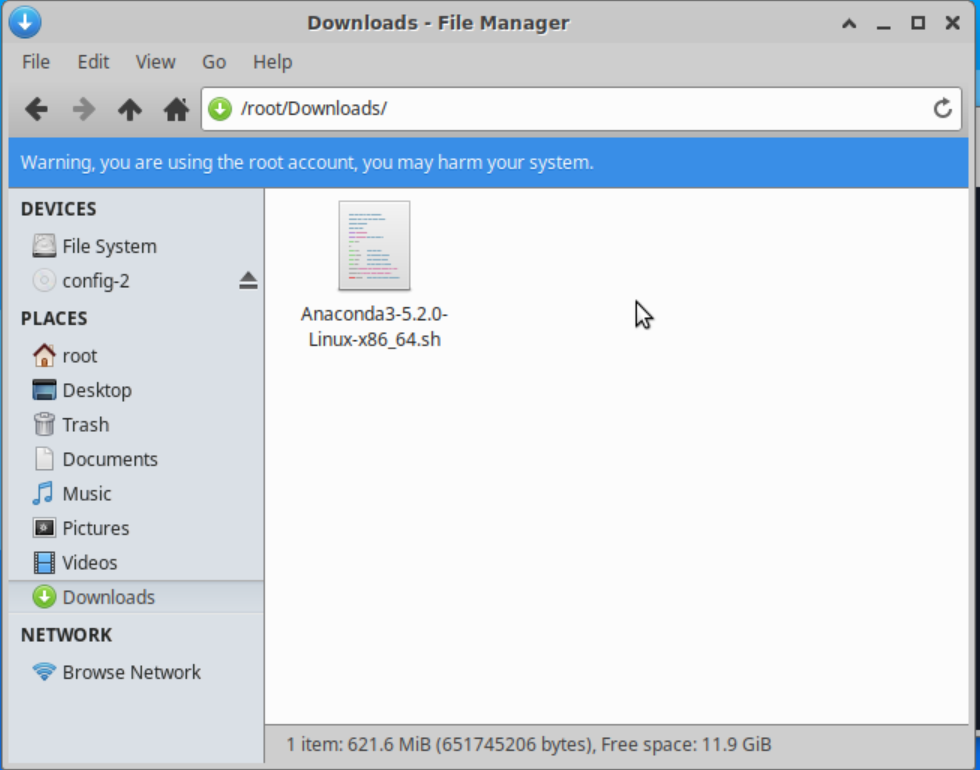 Downloads - File Manager
File Edit View Go Help
/root/Downloads/
Warning, you are using the root account, you may harm your system.
DEVICES
File System
config-2
PLACES
root
Desktop
Trash
Documents
Music
Pictures
Videos
Downloads
NETWORK
Browse Network
Anaconda3-5.2.0-
Linux-x86_64.sh
1 item: 621.6 MiB (651745206 bytes), Free space: 11.9 GiB